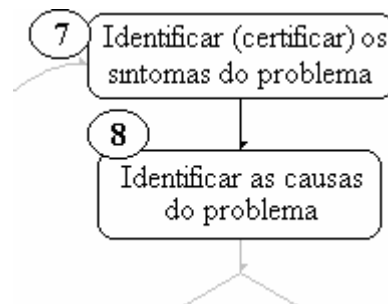 7
Identificar (certificar) os
sintomas do problema
8
Identificar as causas
do problema